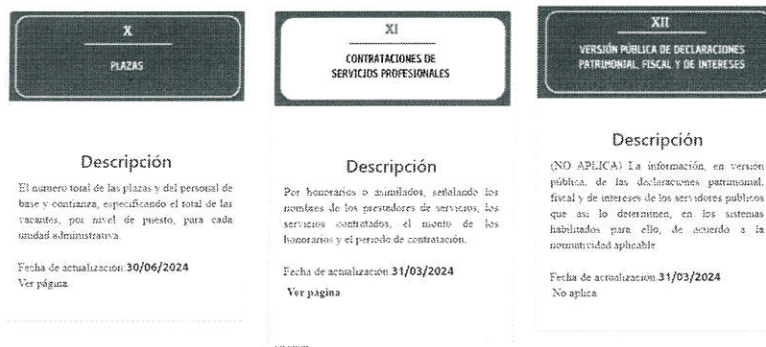 X
PLAZAS
Descripción
El numero total de las plazas y del personal de
base y confianza, especificando el total de las
vacantes, por nivel de puesto, para cada
unidad administrativa.
Fecha de actualización:30/06/2024
Ver página
XI
CONTRATACIONES DE
SERVICIOS PROFESIONALES
Descripción
Por honorarios o asimilados, señalando los
nombres de los prestadores de servicios, los
servicios contratados, el monto de los
honorarios y el periodo de contratación.
Fecha de actualización:31/03/2024
Ver página
XII
VERSIÓN PÚBLICA DE DECLARACIONES
PATRIMONIAL, FISCAL Y DE INTERESES
Descripción
(NO APLICA) La información, en versión
pública, de las declaraciones patrimonial,
fiscal y de intereses de los servidores públicos
que así lo determinen, en los sistemas
habilitados para ello, de acuerdo a la
normatividad aplicable
Fecha de actualización:31/03/2024
No aplica